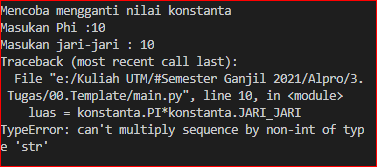 Mencoba mengganti nilai konstanta
Masukan Phi :10
Masukan jari-jari : 10
Traceback (most recent call last):
  File "e:/Kuliah UTM/#Semester Ganjil 2021/Alpro/3.
 Tugas/00.Template/main.py", line 10, in <module>
    luas = konstanta.PI*konstanta.JARI_JARI
TypeError: can't multiply sequence by non-int of typ
e 'str'